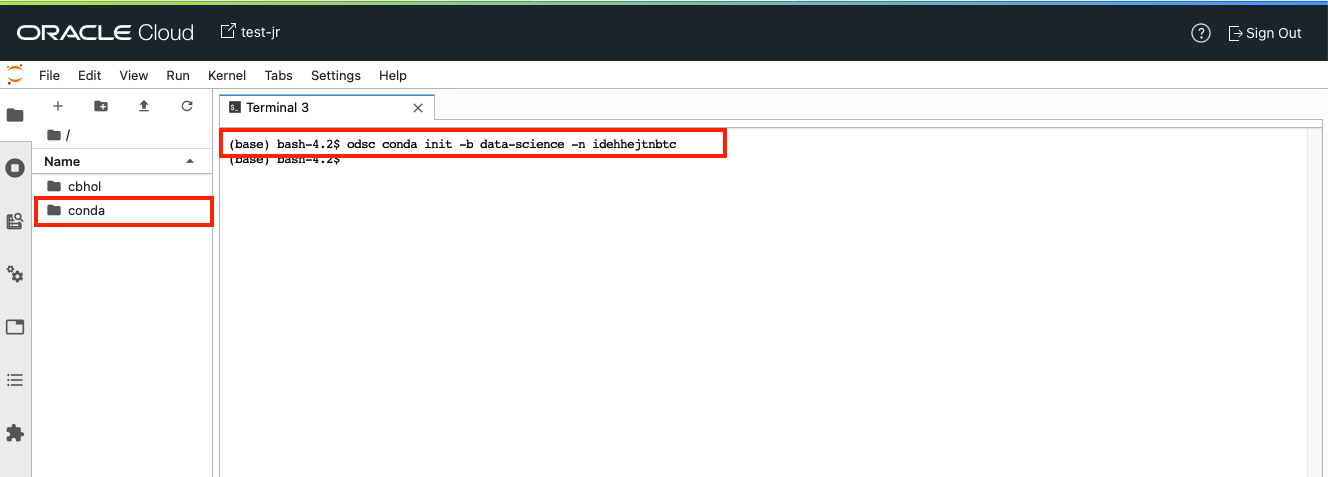 ORACLE Cloud test-jr ? Sign Out
File Edit View Run Kernel Tabs Settings Help
Terminal 3
/
Name
cbhol
conda
(base) bash-4.2$ odsc conda init -b data-science -n idehhejtnbtc
(base) bash-4.2$